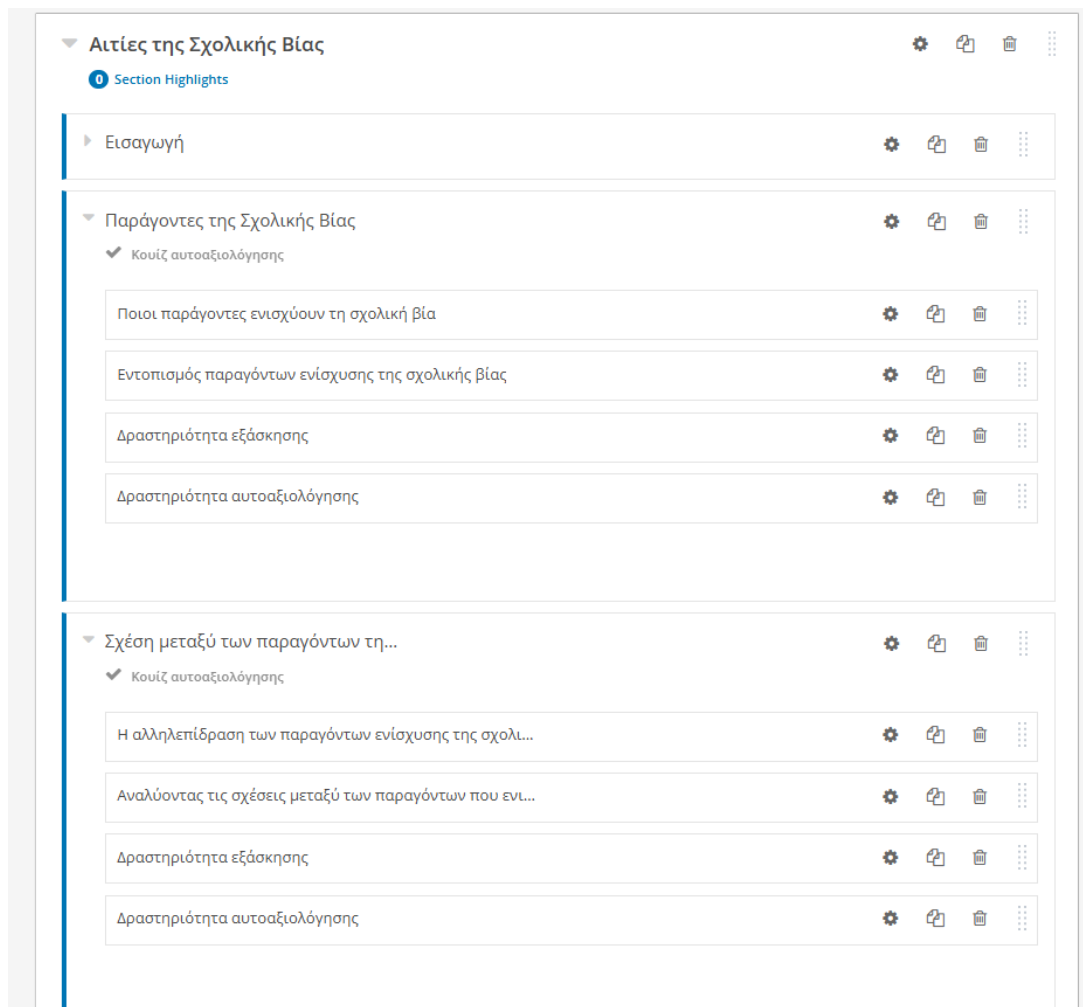 Αιτίες της Σχολικής Βίας
0 Section Highlights
Εισαγωγή
Παράγοντες της Σχολικής Βίας
Κουίζ αυτοαξιολόγησης
Ποιοι παράγοντες ενισχύουν τη σχολική βία
Εντοπισμός παραγόντων ενίσχυσης της σχολικής βίας
Δραστηριότητα εξάσκησης
Δραστηριότητα αυτοαξιολόγησης
Σχέση μεταξύ των παραγόντων τη...
Κουίζ αυτοαξιολόγησης
Η αλληλεπίδραση των παραγόντων ενίσχυσης της σχολι...
Αναλύοντας τις σχέσεις μεταξύ των παραγόντων που ενι...
Δραστηριότητα εξάσκησης
Δραστηριότητα αυτοαξιολόγησης